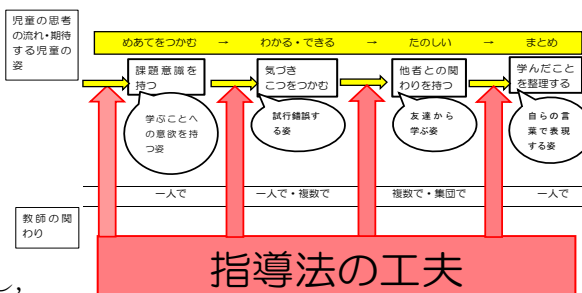 児童の思考
の流れ・期待
する児童の
姿
めあてをつかむ → わかる・できる → たのしい → まとめ
課題意識を
持つ
気づき
こつをつかむ
他者との関
わりを持つ
学んだこと
を整理する
学ぶことへ
の意欲を持
つ姿
試行錯誤す
る姿
友達から
学ぶ姿
自らの言
葉で表現
する姿
一人で 一人で・複数で 複数で・集団で 一人で
教師の関
わり
指導法の工夫
し,